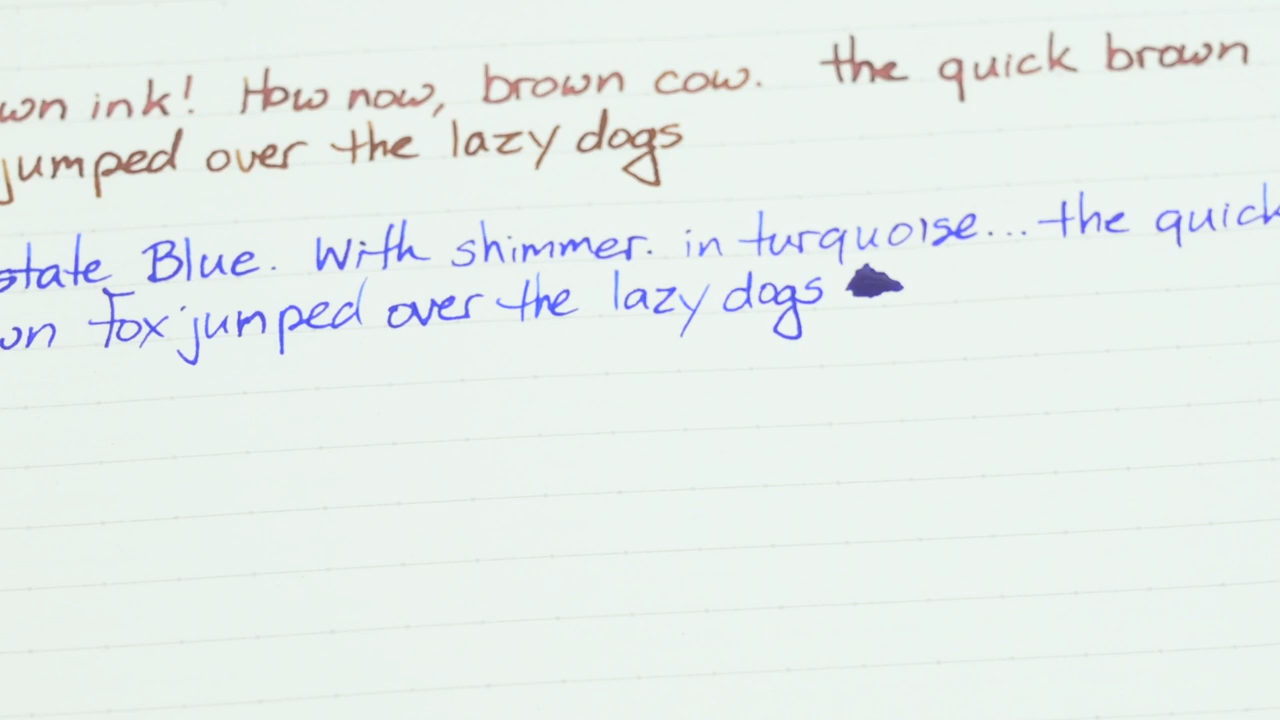 wn ink! How now, brown cow. the quick brown
jumped over the lazy dogs
state Blue. With shimmer. in turquoise...the quick
wn fox jumped over the lazy dogs